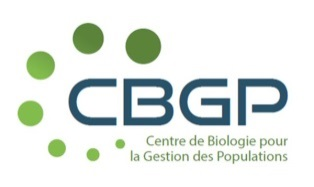 CBGP
Centre de Biologie pour
la Gestion des Populations